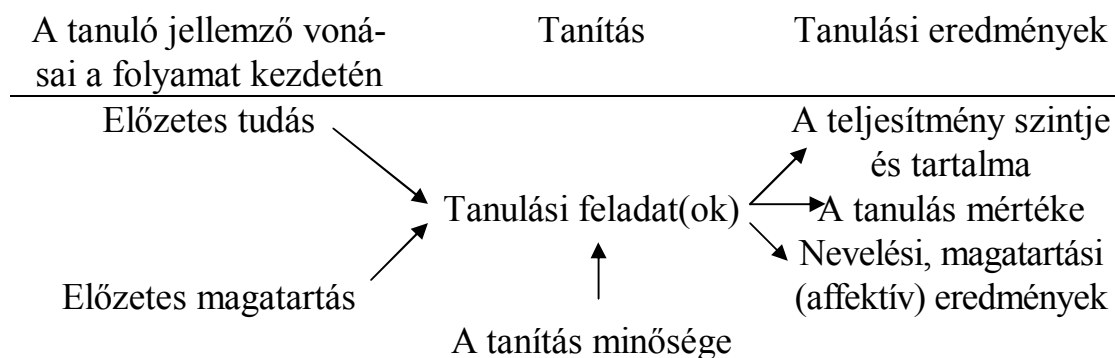 A tanuló jellemző voná-
sai a folyamat kezdetén
Tanítás
Tanulási eredmények
Előzetes tudás
A teljesítmény szintje
és tartalma
Tanulási feladat(ok)
A tanulás mértéke
Nevelési, magatartási
(affektív) eredmények
Előzetes magatartás
A tanítás minősége